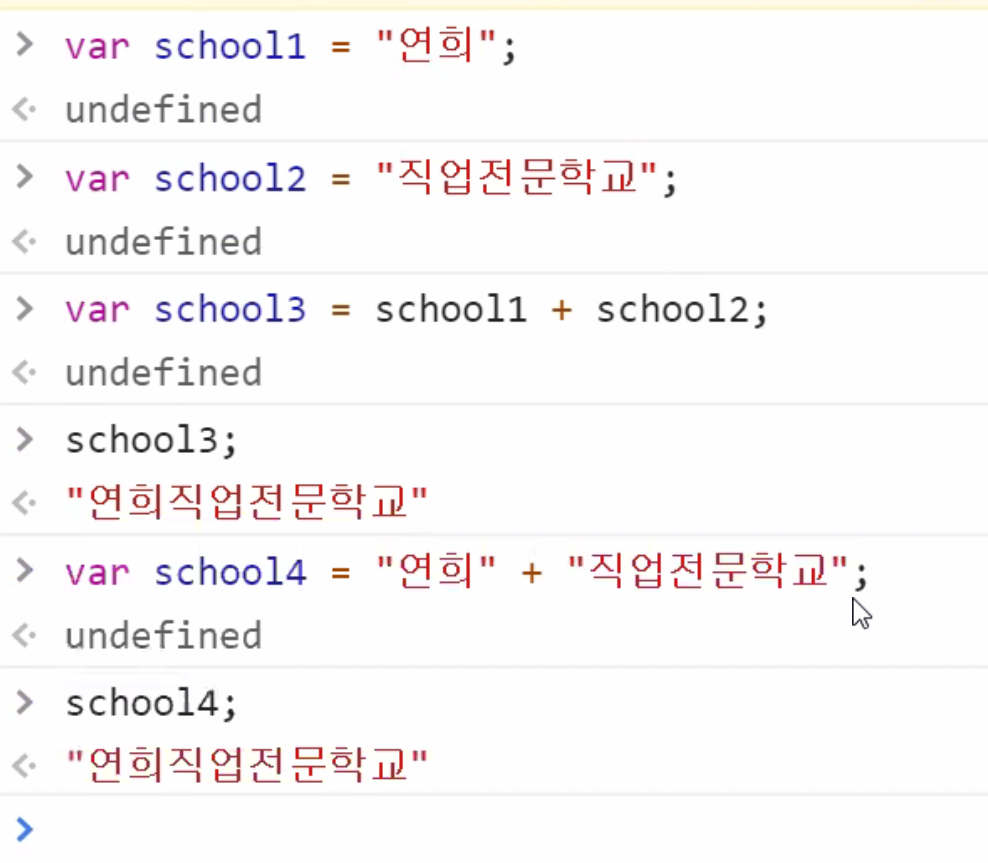 > var school1 = "연희";
<· undefined
> var school2 = "직업전문학교";
<· undefined
> var school3 = school1 + school2;
<· undefined
> school3;
<· "연희직업전문학교"
> var school4 = "연희" + "직업전문학교";
<· undefined
> school4;
<· "연희직업전문학교"
>